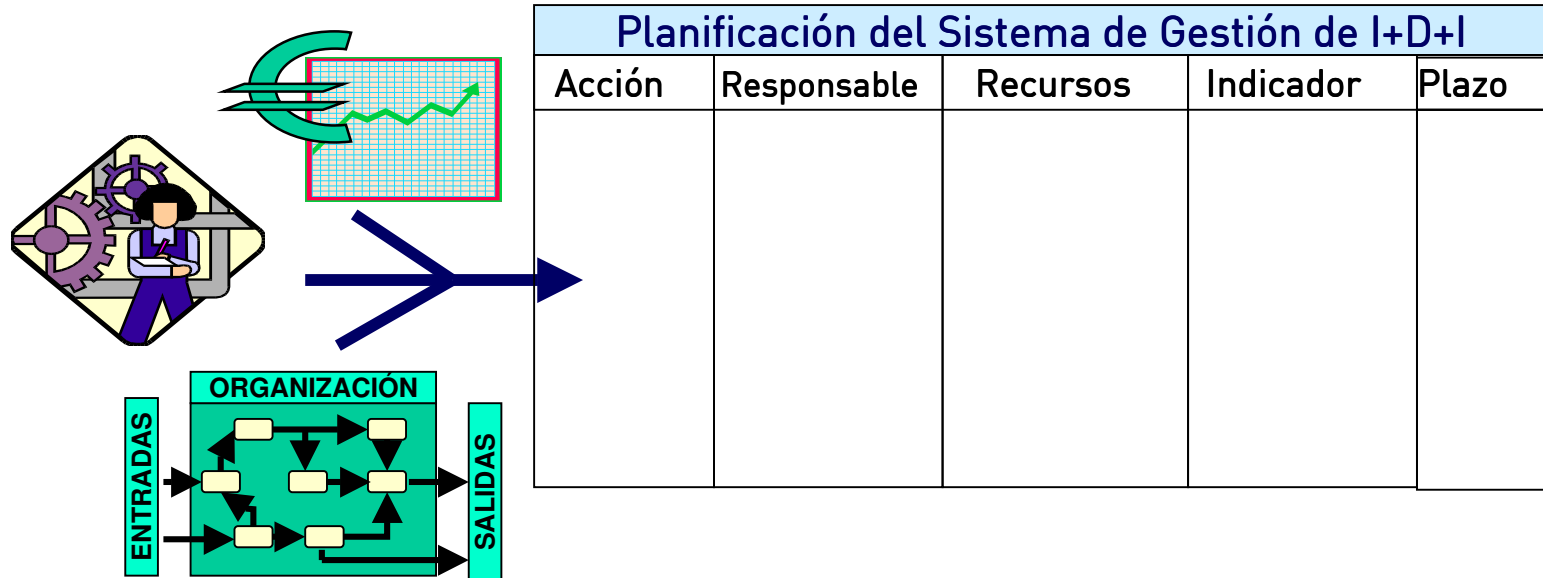 Planificación del Sistema de Gestión de I+D+I
Acción Responsable Recursos Indicador Plazo
ORGANIZACIÓN
ENTRADAS
SALIDAS